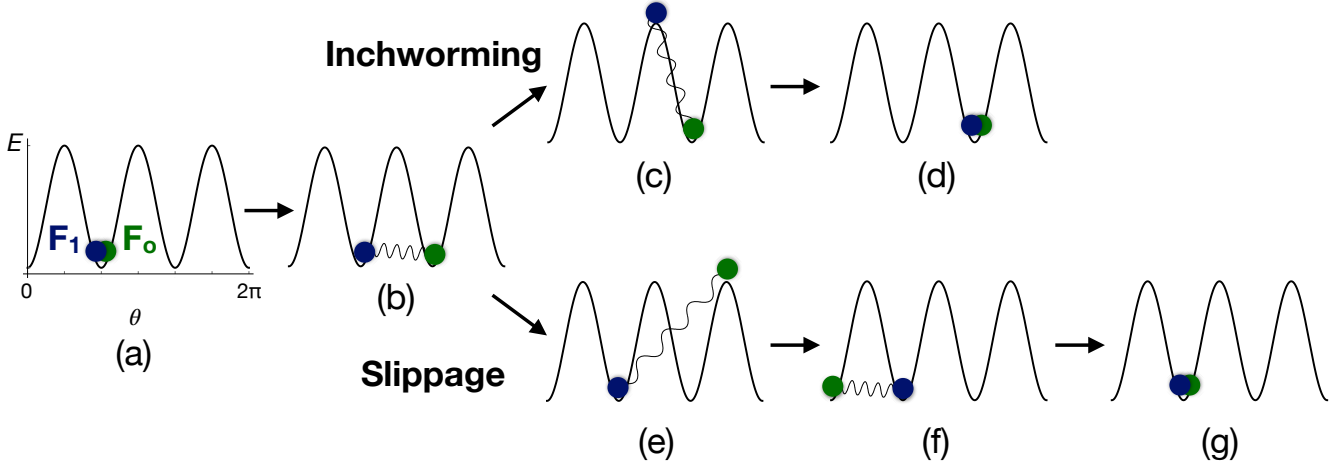 Inchworming
(c)
(d)
E
F1
Fo
0
2π
θ
(a)
(b)
Slippage
(e)
(f)
(g)